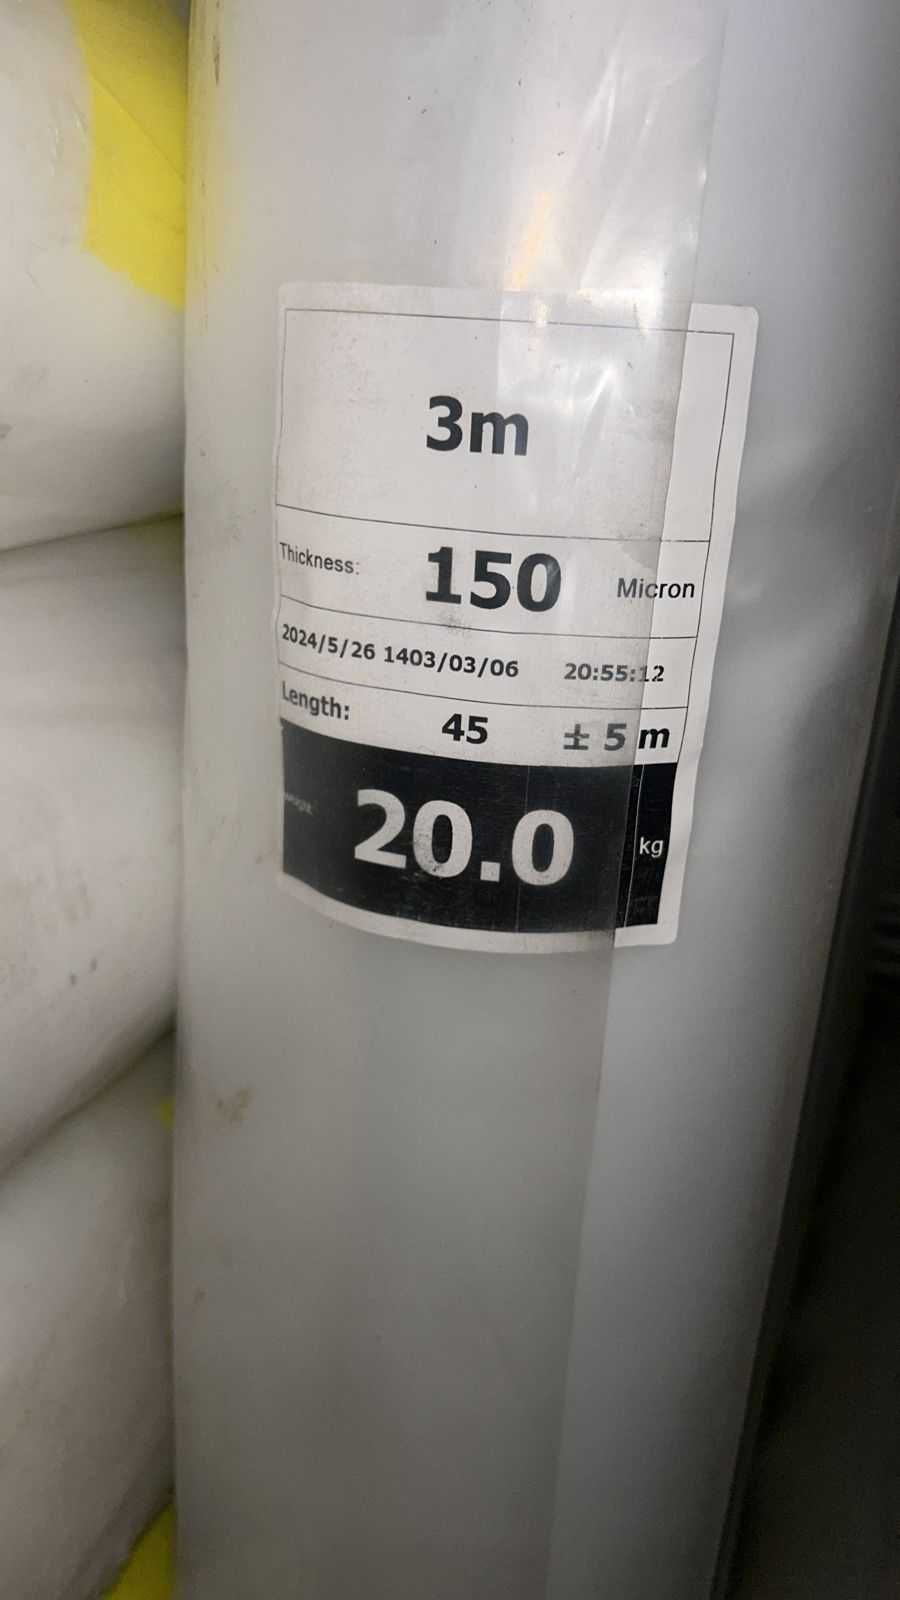 3m
Thickness: 150 Micron
2024/5/26 1403/03/06 20:55:12
Length: 45 ± 5 m
Weight 20.0 kg